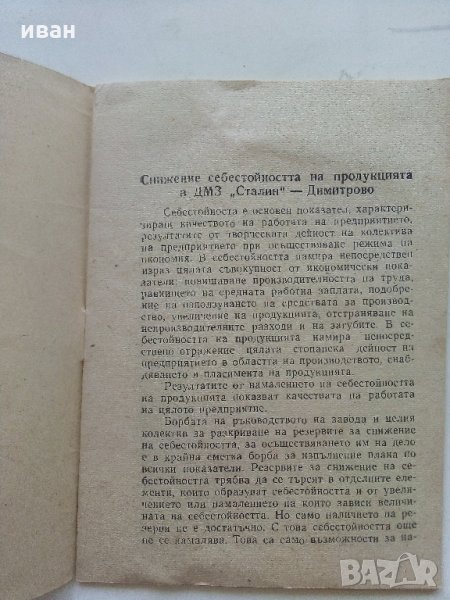 иван
Снижение себестойността на продукцията
в ДМЗ „Сталин" — Димитрово
Себестойността е основен показател, характери-
зиращ качеството на работата на предприятието,
резултатите от творческата дейност на колектива
на предприятието при осъществяване режима на
икономия. В себестойността намира непосредствен
израз цялата съвокупност от икономически пока-
затели: повишаване производителността на труда,
равнището на средната работна заплата, подобре-
ние на използуването на средствата за производ-
ство, увеличение на продукцията, отстраняване на
непроизводителните разходи и на загубите. В се-
бестойността на продукцията намира непосред-
ствено отражение цялата стопанска дейност на
предприятието в областта на производството, снаб-
дяването и пласимента на продукцията.
Резултатите от намалението на себестойността
на продукцията показват качествата на работата
на цялото предприятие.
Борбата на ръководството на завода и целия
колектив за разкриване на резервите за снижение
на себестойността, за осъществяването им на дело
е в крайна сметка борба за изпълнение плана по
всички показатели. Резервите за снижение на се-
бестойността трябва да се търсят в отделните еле-
менти, които образуват себестойността и от увели-
чението или намалението на които зависи величи-
ната на себестойността. Но само наличието на ре-
зерви не е достатъчно. С това себестойността още
не се намалява. Това са само възможности за на-
BAZAR.bg